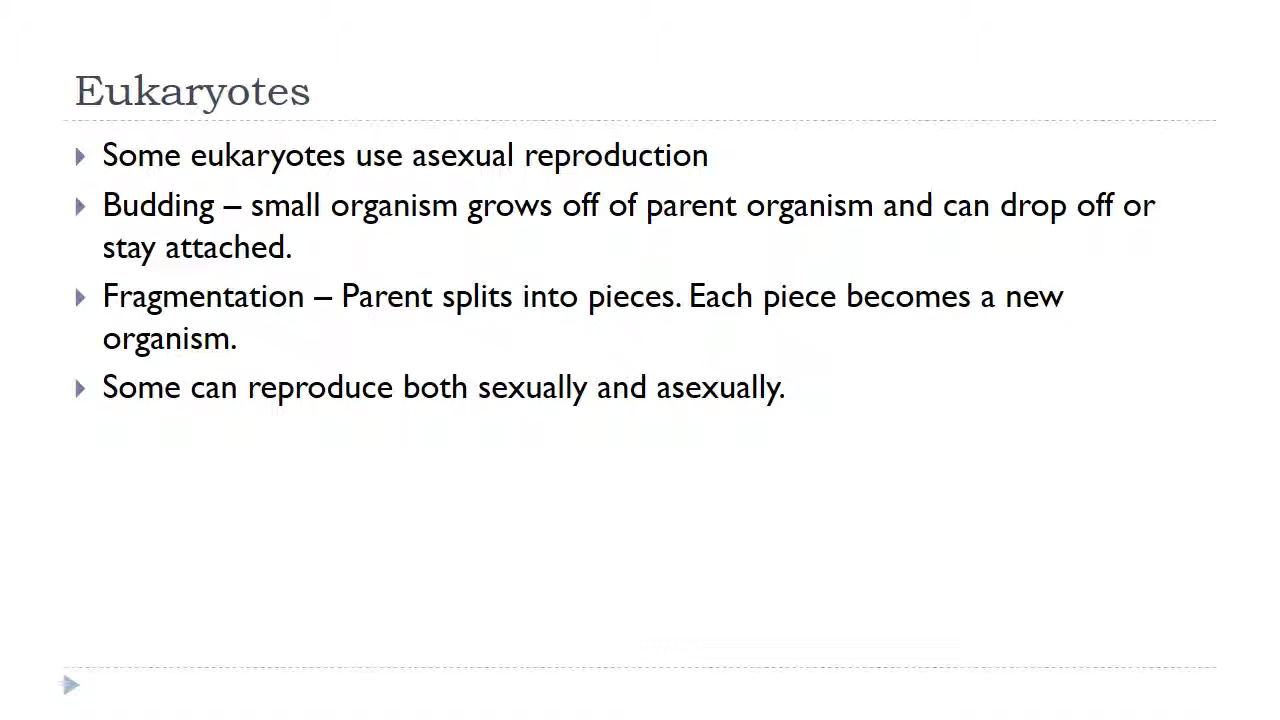 Eukaryotes
Some eukaryotes use asexual reproduction
Budding – small organism grows off of parent organism and can drop off or
stay attached.
Fragmentation – Parent splits into pieces. Each piece becomes a new
organism.
Some can reproduce both sexually and asexually.